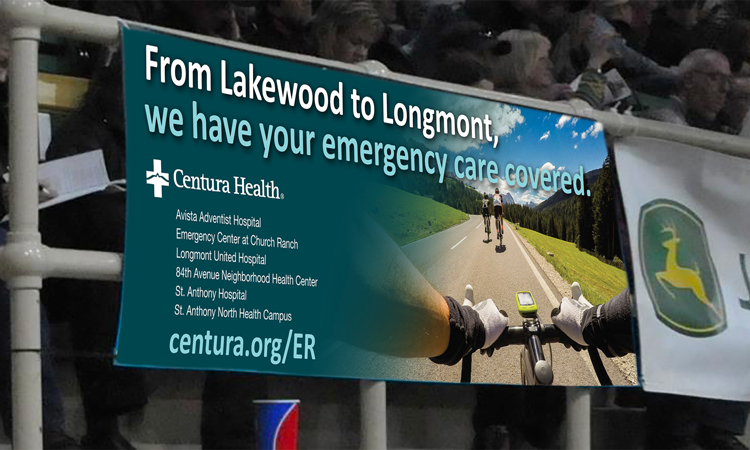 From Lakewood to Longmont,
we have your emergency care covered.
Centura Health®
Avista Adventist Hospital
Emergency Center at Church Ranch
Longmont United Hospital
84th Avenue Neighborhood Health Center
St. Anthony Hospital
St. Anthony North Health Campus
centura.org/ER